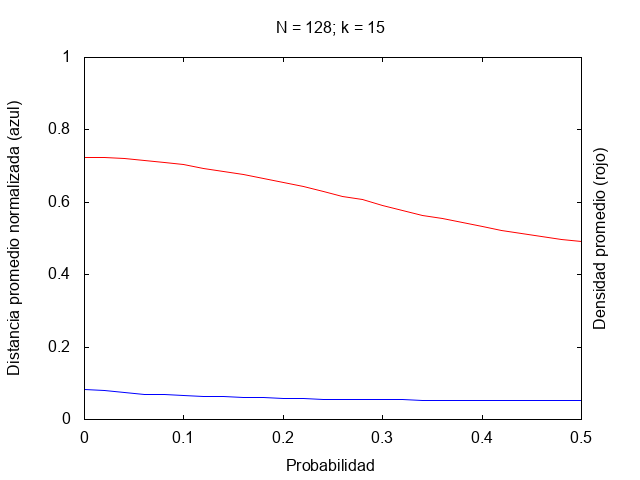 N = 128; k = 15
Distancia promedio normalizada (azul)
Densidad promedio (rojo)
1
0.8
0.6
0.4
0.2
0
0 0.1 0.2 0.3 0.4 0.5
Probabilidad